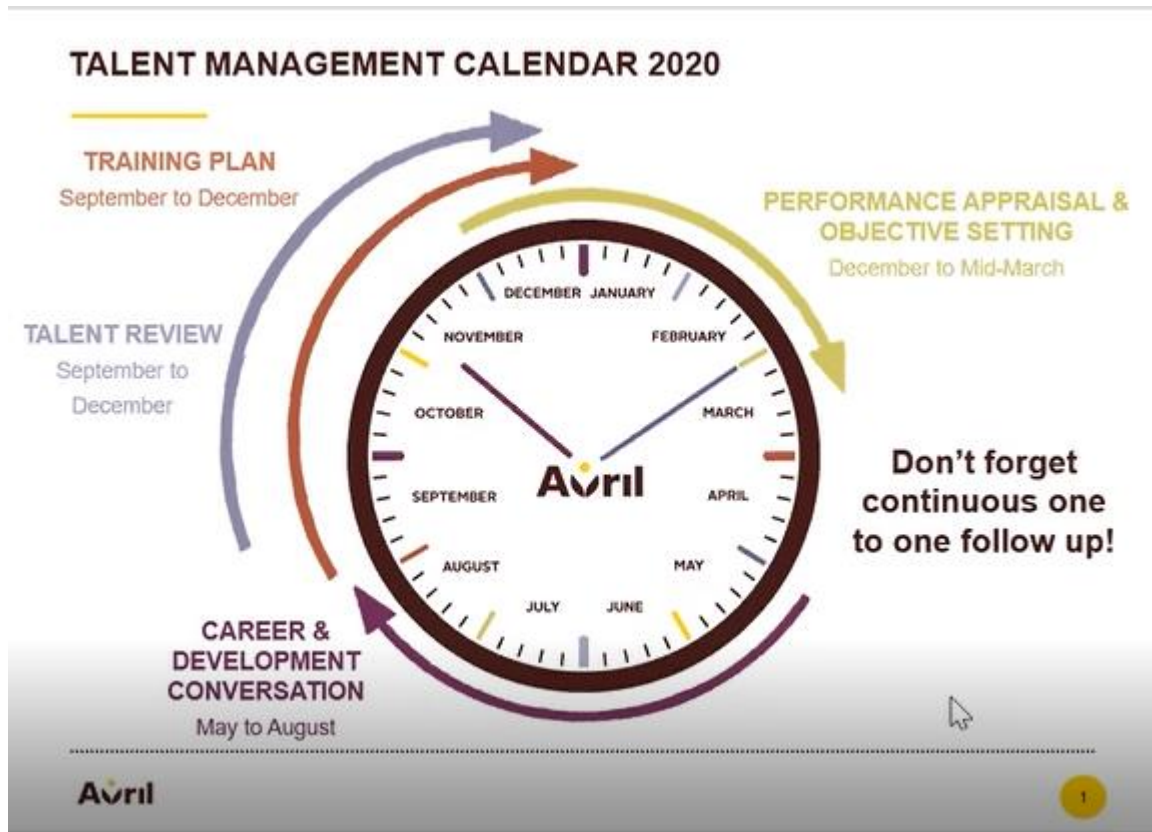 TALENT MANAGEMENT CALENDAR 2020
TRAINING PLAN
September to December
PERFORMANCE APPRAISAL &
OBJECTIVE SETTING
December to Mid-March
TALENT REVIEW
September to
December
DECEMBER JANUARY
NOVEMBER FEBRUARY
OCTOBER MARCH
SEPTEMBER APRIL
AUGUST MAY
JULY JUNE
Avril
Don't forget
continuous one
to one follow up!
CAREER &
DEVELOPMENT
CONVERSATION
May to August
Avril
1